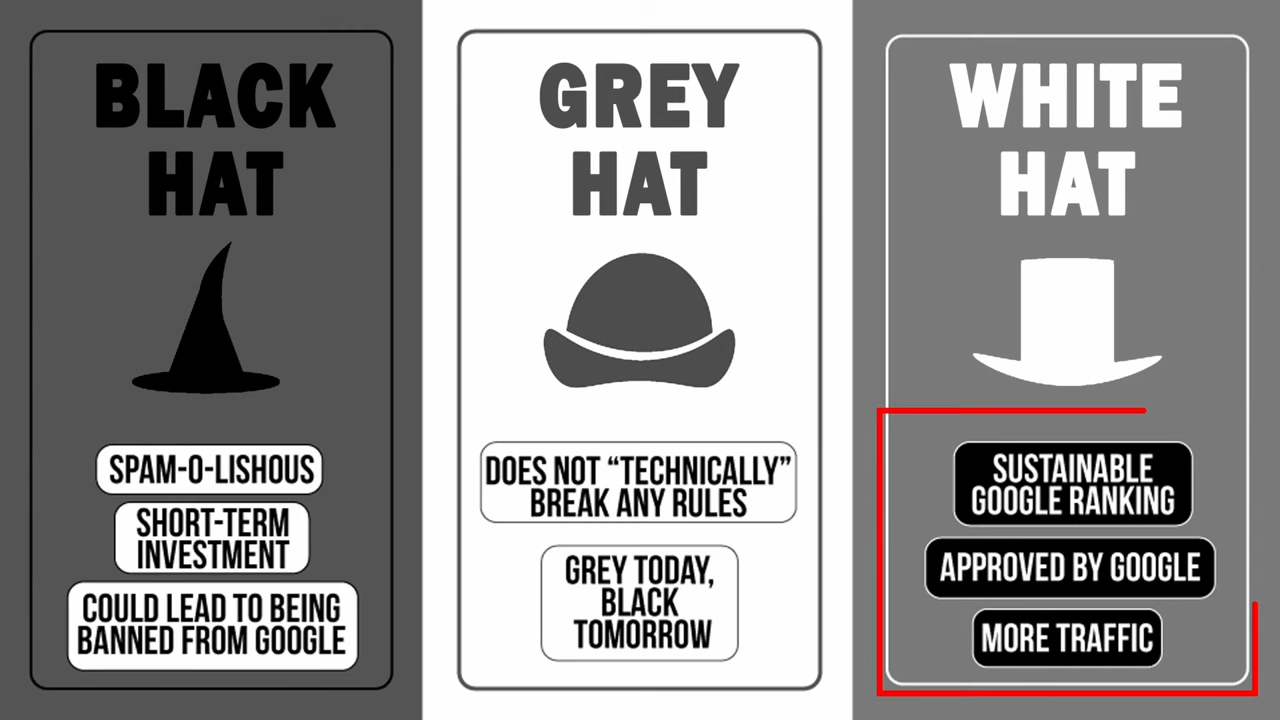 BLACK
HAT
SPAM-O-LISHOUS
SHORT-TERM
INVESTMENT
COULD LEAD TO BEING
BANNED FROM GOOGLE
GREY
HAT
DOES NOT “TECHNICALLY”
BREAK ANY RULES
GREY TODAY,
BLACK
TOMORROW
WHITE
HAT
SUSTAINABLE
GOOGLE RANKING
APPROVED BY GOOGLE
MORE TRAFFIC